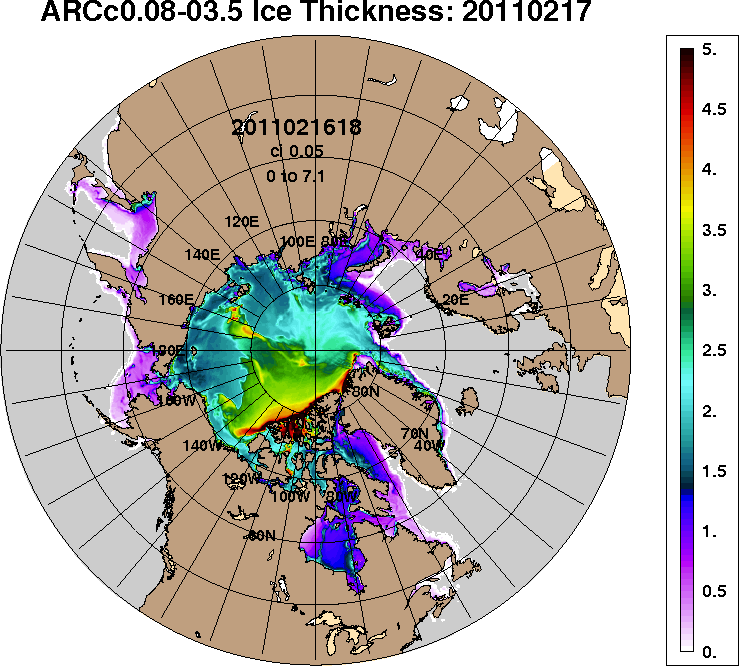 ARCc0.08-03.5 Ice Thickness: 20110217
2011021618
ci 0.05
0 to 7.1
120E
100E
80E
140E
40E
160E
20E
180E
160W
80N
140W
70N
40W
120W
100W
80W
60N
5.
4.5
4.
3.5
3.
2.5
2.
1.5
1.
0.5
0.